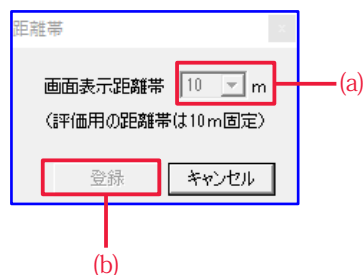 距離帯
画面表示距離帯 10 m (a)
(評価用の距離帯は10m固定)
登録 キャンセル
(b)